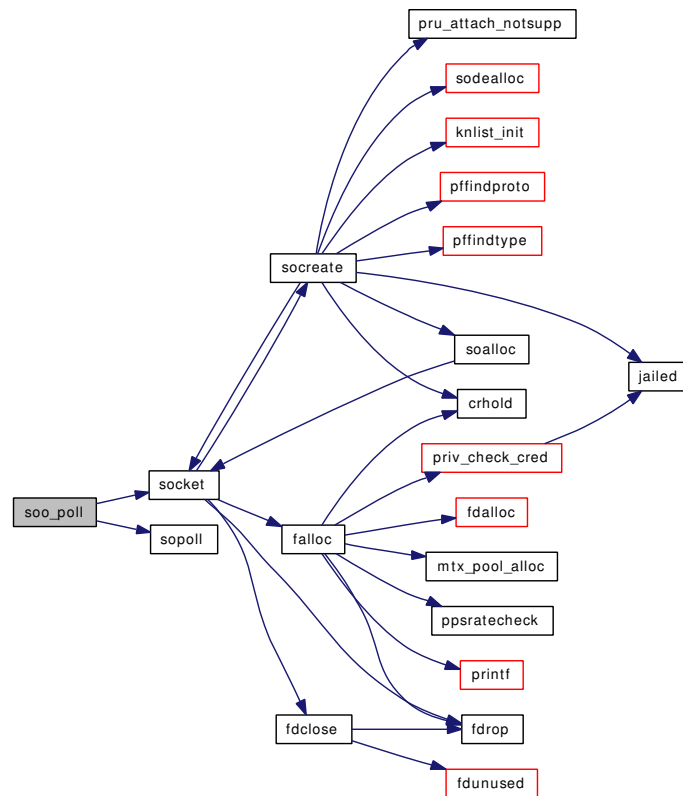 pru_attach_notsupp
sodealloc
knlist_init
pffindproto
pffindtype
socreate
soalloc
jailed
crhold
priv_check_cred
socket
soo_poll
fdalloc
sopoll
falloc
mtx_pool_alloc
ppsratecheck
printf
fdclose
fdrop
fdunused